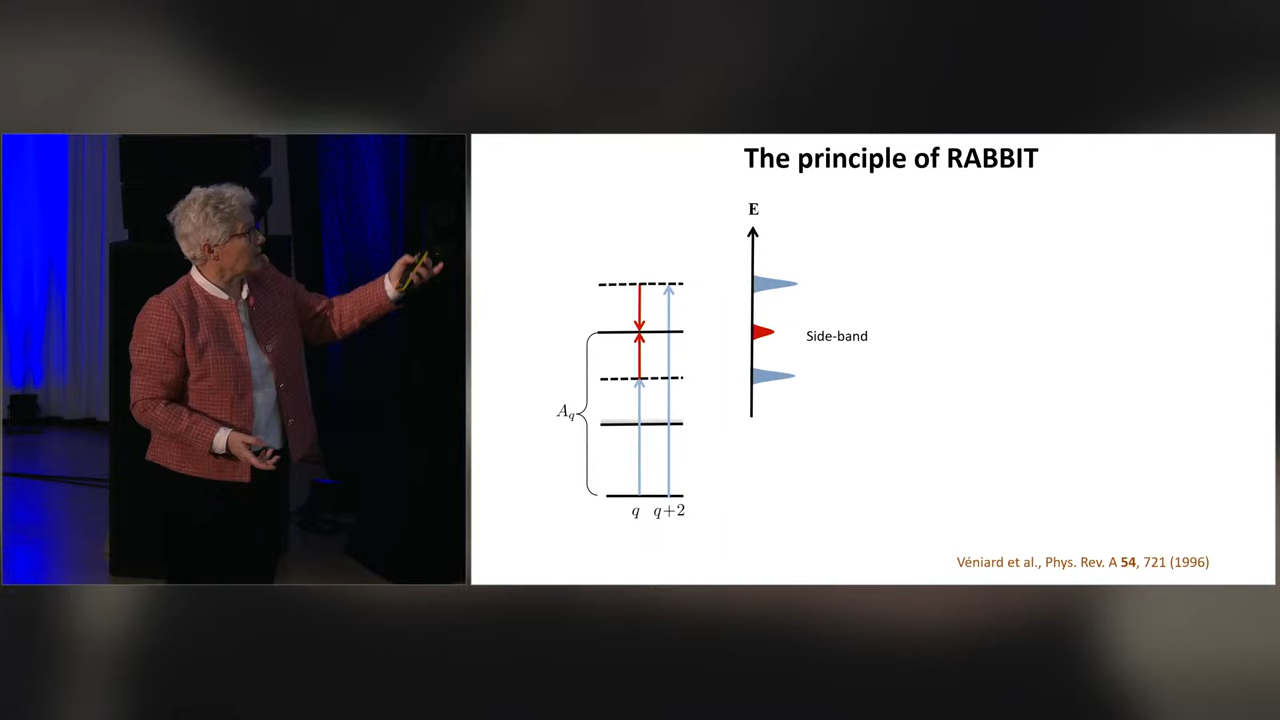 The principle of RABBIT
E
Side-band
A_q
q q+2
Véniard et al., Phys. Rev. A 54, 721 (1996)